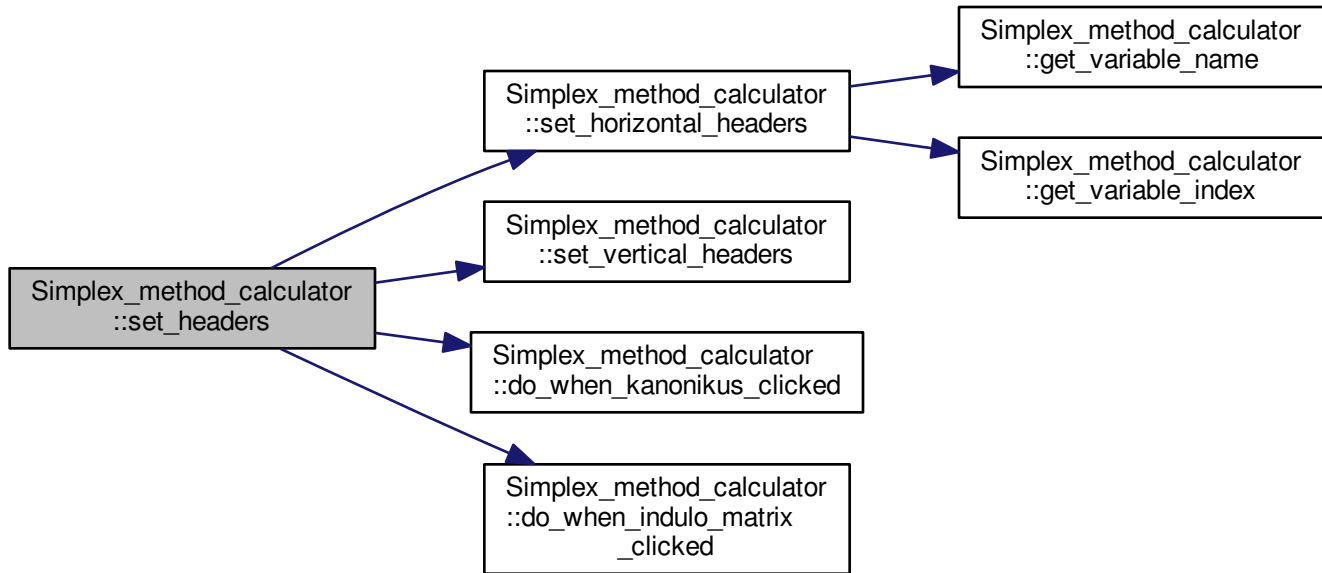 Simplex_method_calculator
::set_headers
Simplex_method_calculator
::set_horizontal_headers
Simplex_method_calculator
::get_variable_name
Simplex_method_calculator
::get_variable_index
Simplex_method_calculator
::set_vertical_headers
Simplex_method_calculator
::do_when_kanonikus_clicked
Simplex_method_calculator
::do_when_indulo_matrix
_clicked